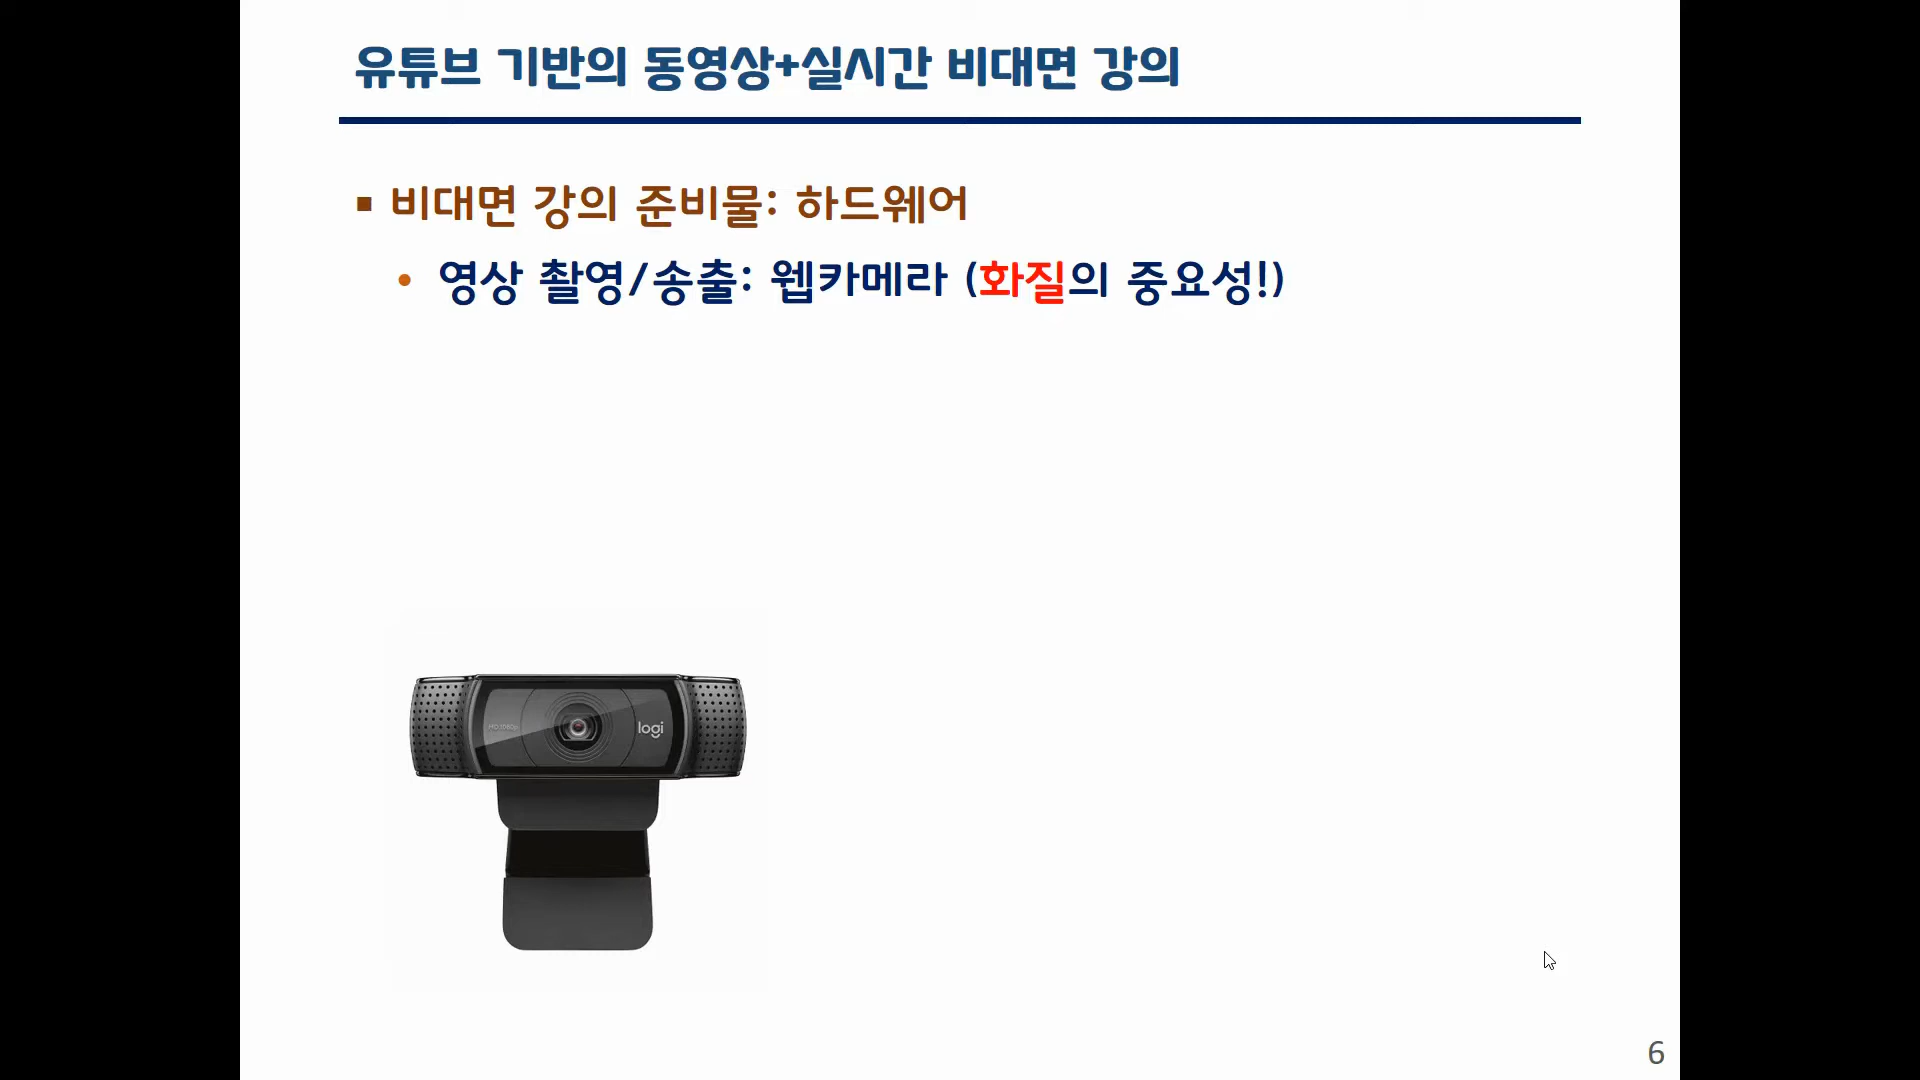 유튜브 기반의 동영상+실시간 비대면 강의
▪ 비대면 강의 준비물: 하드웨어
• 영상 촬영/송출: 웹카메라 (화질의 중요성!)
HD 1080p
logi
6